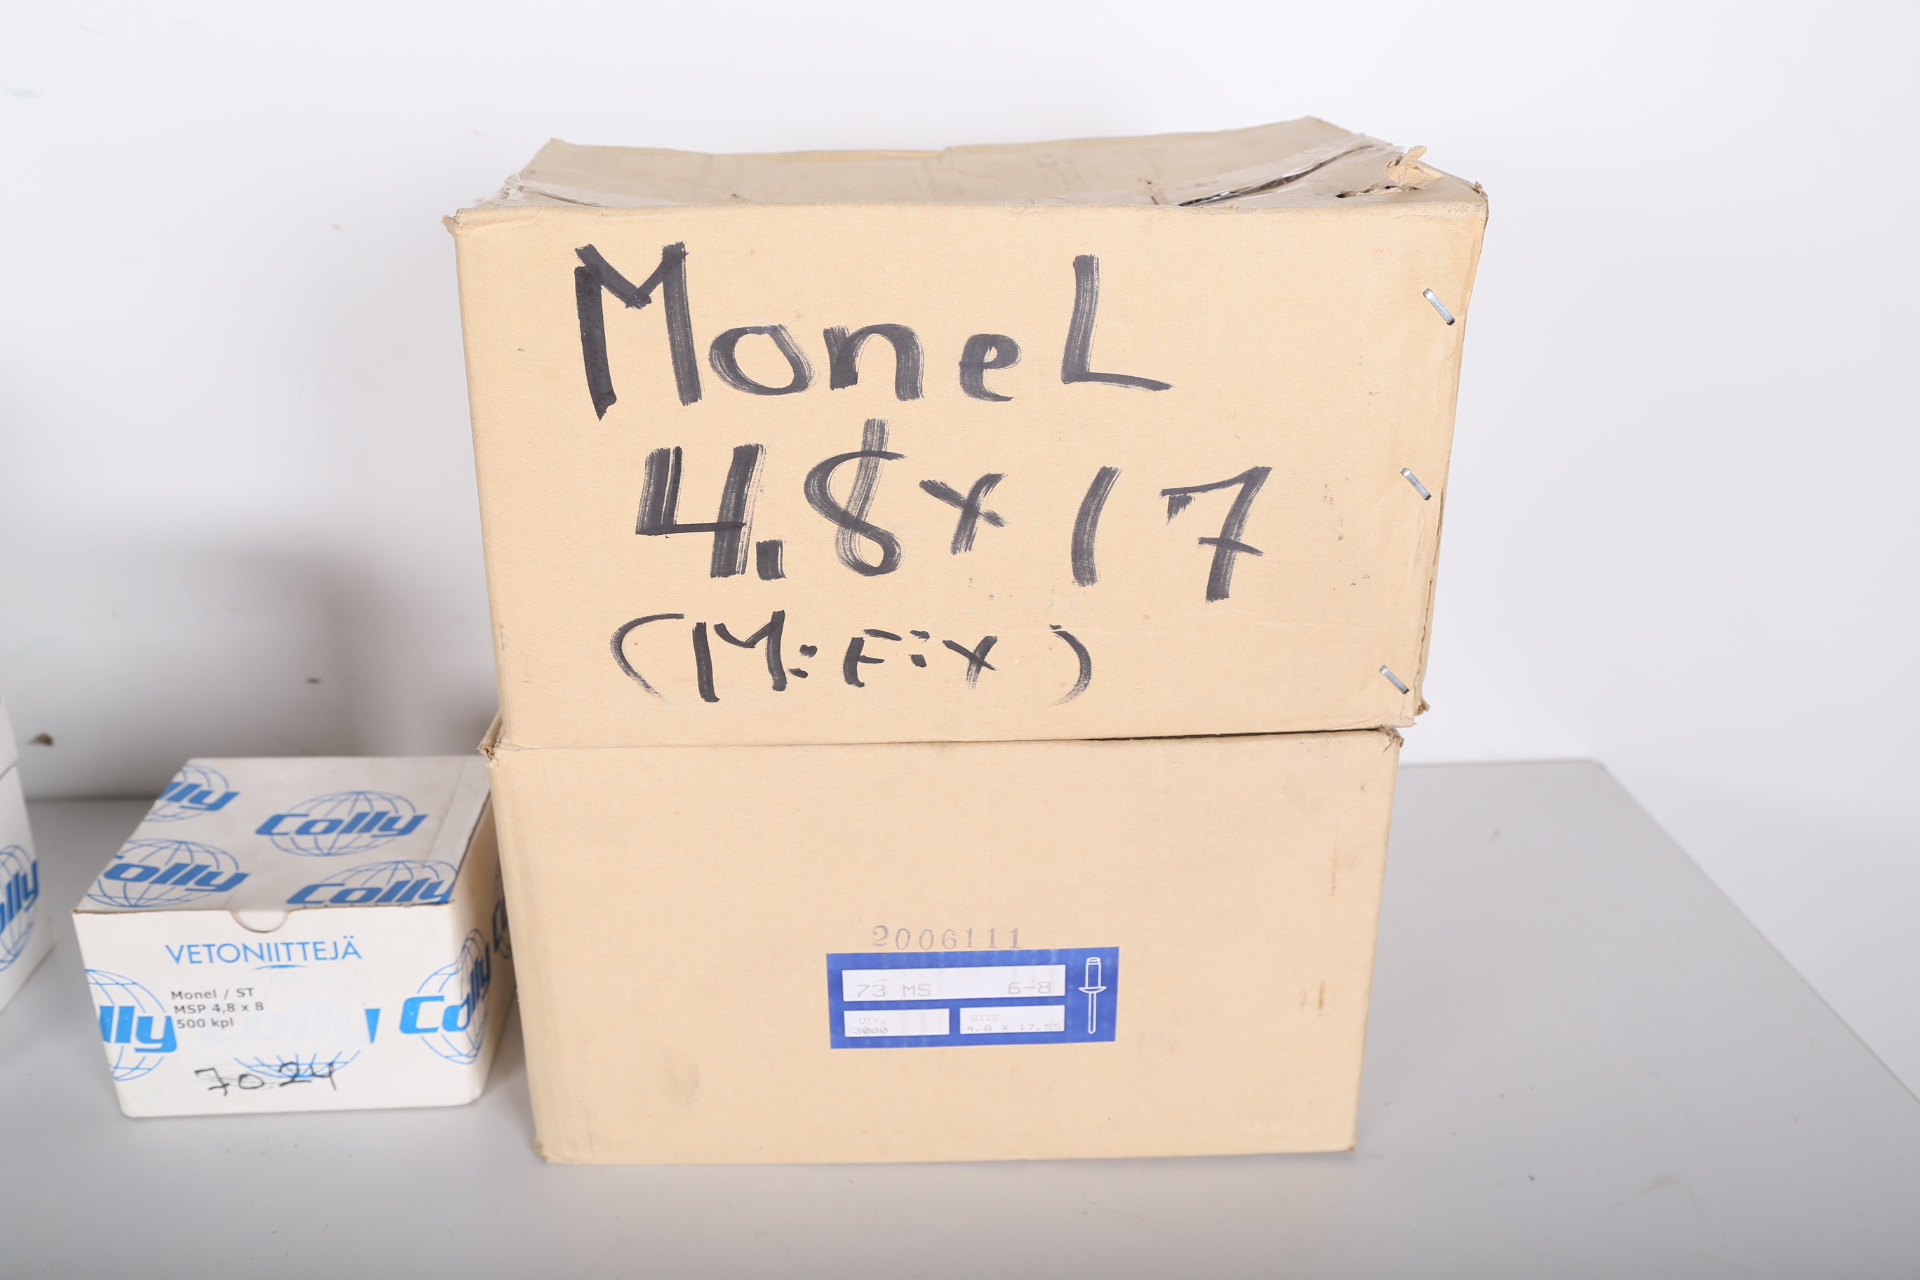 MoneL
4.8x17
(M:F:x)
2006111
73 MS 6-8
QTY.
3000
SIZE
4.8 X 17.55
Colly
Colly
Colly
VETONIITTEJÄ
Monel / ST
MSP 4,8 x 8
500 kpl
70.24